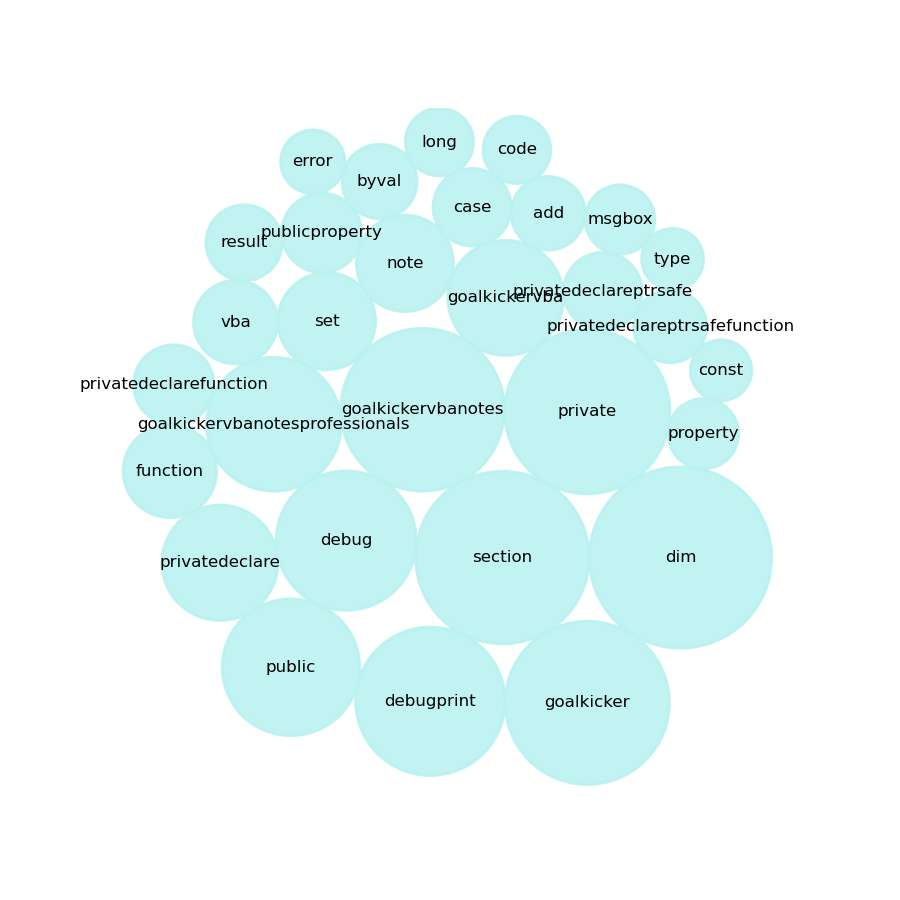 long
code
error
byval
case
add
msgbox
result
publicproperty
type
note
privatedeclareptrsafe
goalkickervba
vba
set
privatedeclareptrsafefunction
const
privatedeclarefunction
goalkickervbanotes
private
goalkickervbanotesprofessionals
property
function
debug
section
dim
privatedeclare
public
debugprint
goalkicker